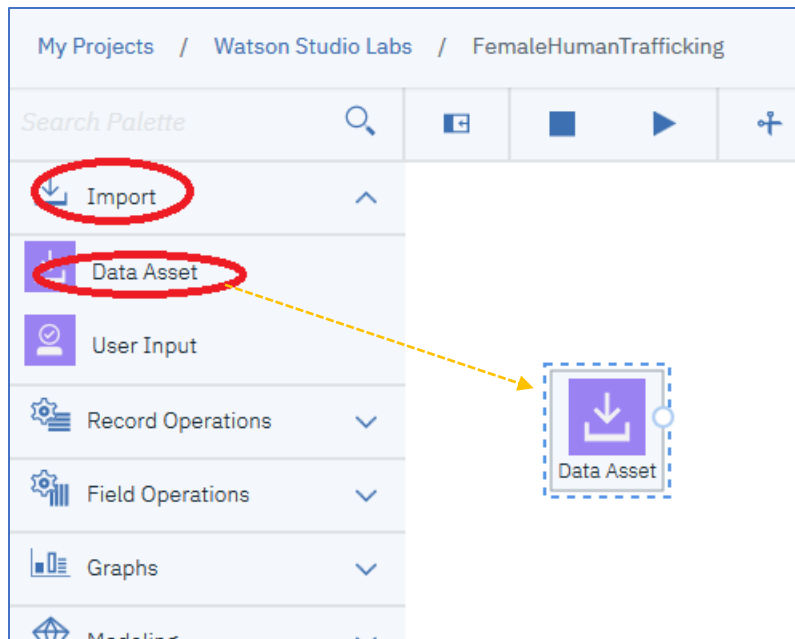 My Projects / Watson Studio Labs / FemaleHumanTrafficking
Search Palette
Import
Data Asset
User Input
Record Operations
Field Operations
Graphs
Modeling
Data Asset